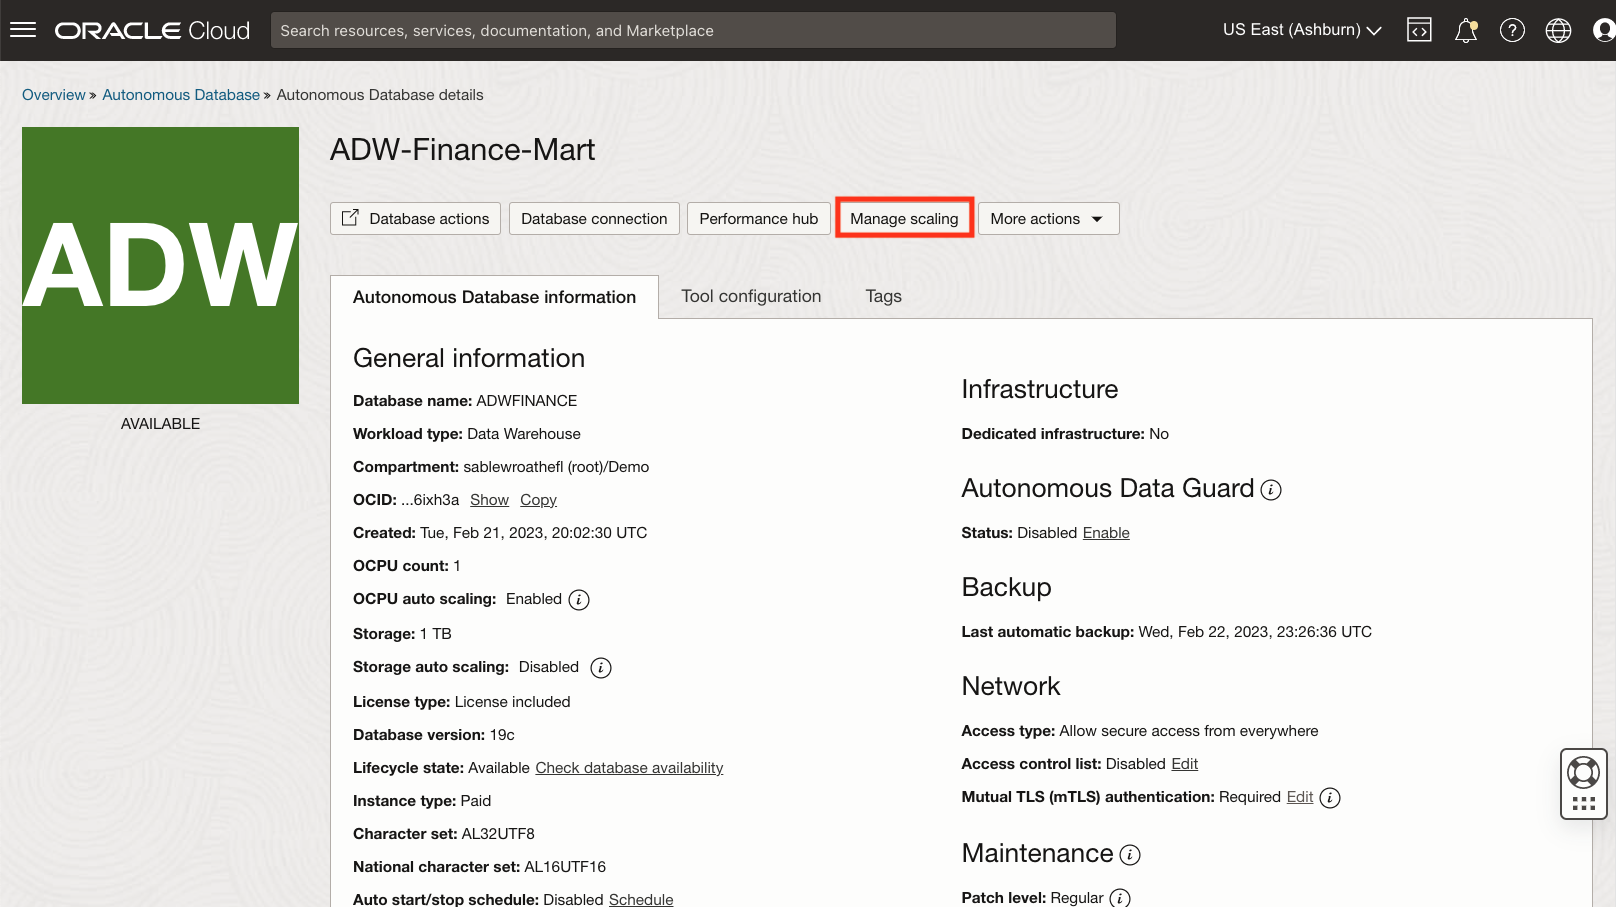 ORACLE Cloud
Search resources, services, documentation, and Marketplace
US East (Ashburn)
Overview » Autonomous Database » Autonomous Database details
ADW
AVAILABLE
ADW-Finance-Mart
Database actions
Database connection
Performance hub
Manage scaling
More actions
Autonomous Database information
Tool configuration
Tags
General information
Database name: ADWFINANCE
Workload type: Data Warehouse
Compartment: sablewroathefl (root)/Demo
OCID: ...6ixh3a Show Copy
Created: Tue, Feb 21, 2023, 20:02:30 UTC
OCPU count: 1
OCPU auto scaling: Enabled
Storage: 1 TB
Storage auto scaling: Disabled
License type: License included
Database version: 19c
Lifecycle state: Available Check database availability
Instance type: Paid
Character set: AL32UTF8
National character set: AL16UTF16
Auto start/stop schedule: Disabled Schedule
Infrastructure
Dedicated infrastructure: No
Autonomous Data Guard
Status: Disabled Enable
Backup
Last automatic backup: Wed, Feb 22, 2023, 23:26:36 UTC
Network
Access type: Allow secure access from everywhere
Access control list: Disabled Edit
Mutual TLS (mTLS) authentication: Required Edit
Maintenance
Patch level: Regular